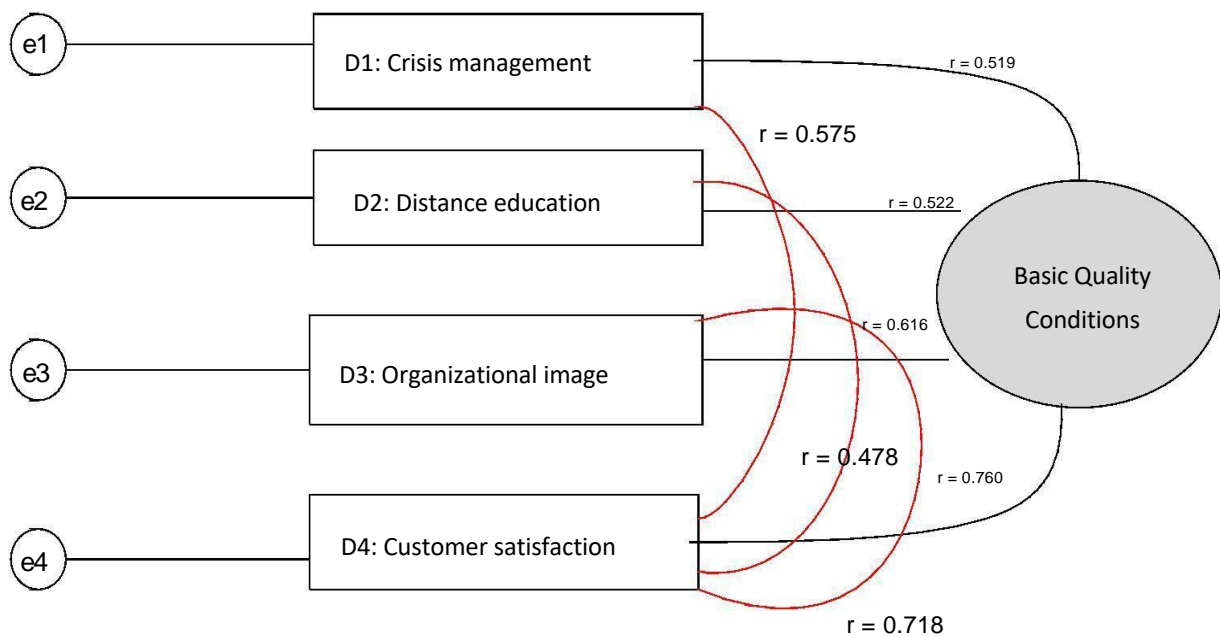 e1
D1: Crisis management
r = 0.519
r = 0.575
e2
D2: Distance education
r = 0.522
Basic Quality
Conditions
r = 0.616
e3
D3: Organizational image
r = 0.478
r = 0.760
e4
D4: Customer satisfaction
r = 0.718